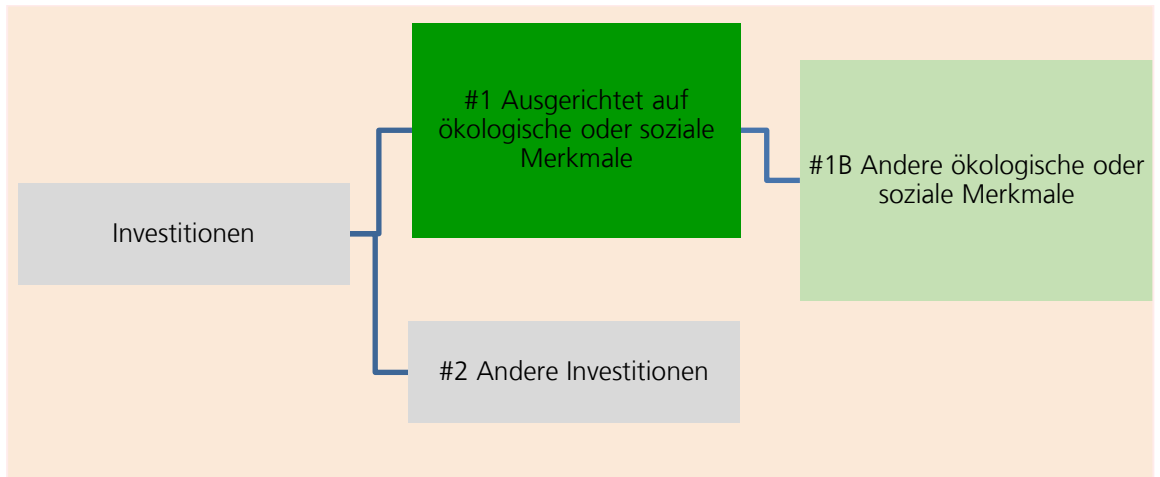 Investitionen
#1 Ausgerichtet auf
ökologische oder soziale
Merkmale
#1B Andere ökologische oder
soziale Merkmale
#2 Andere Investitionen